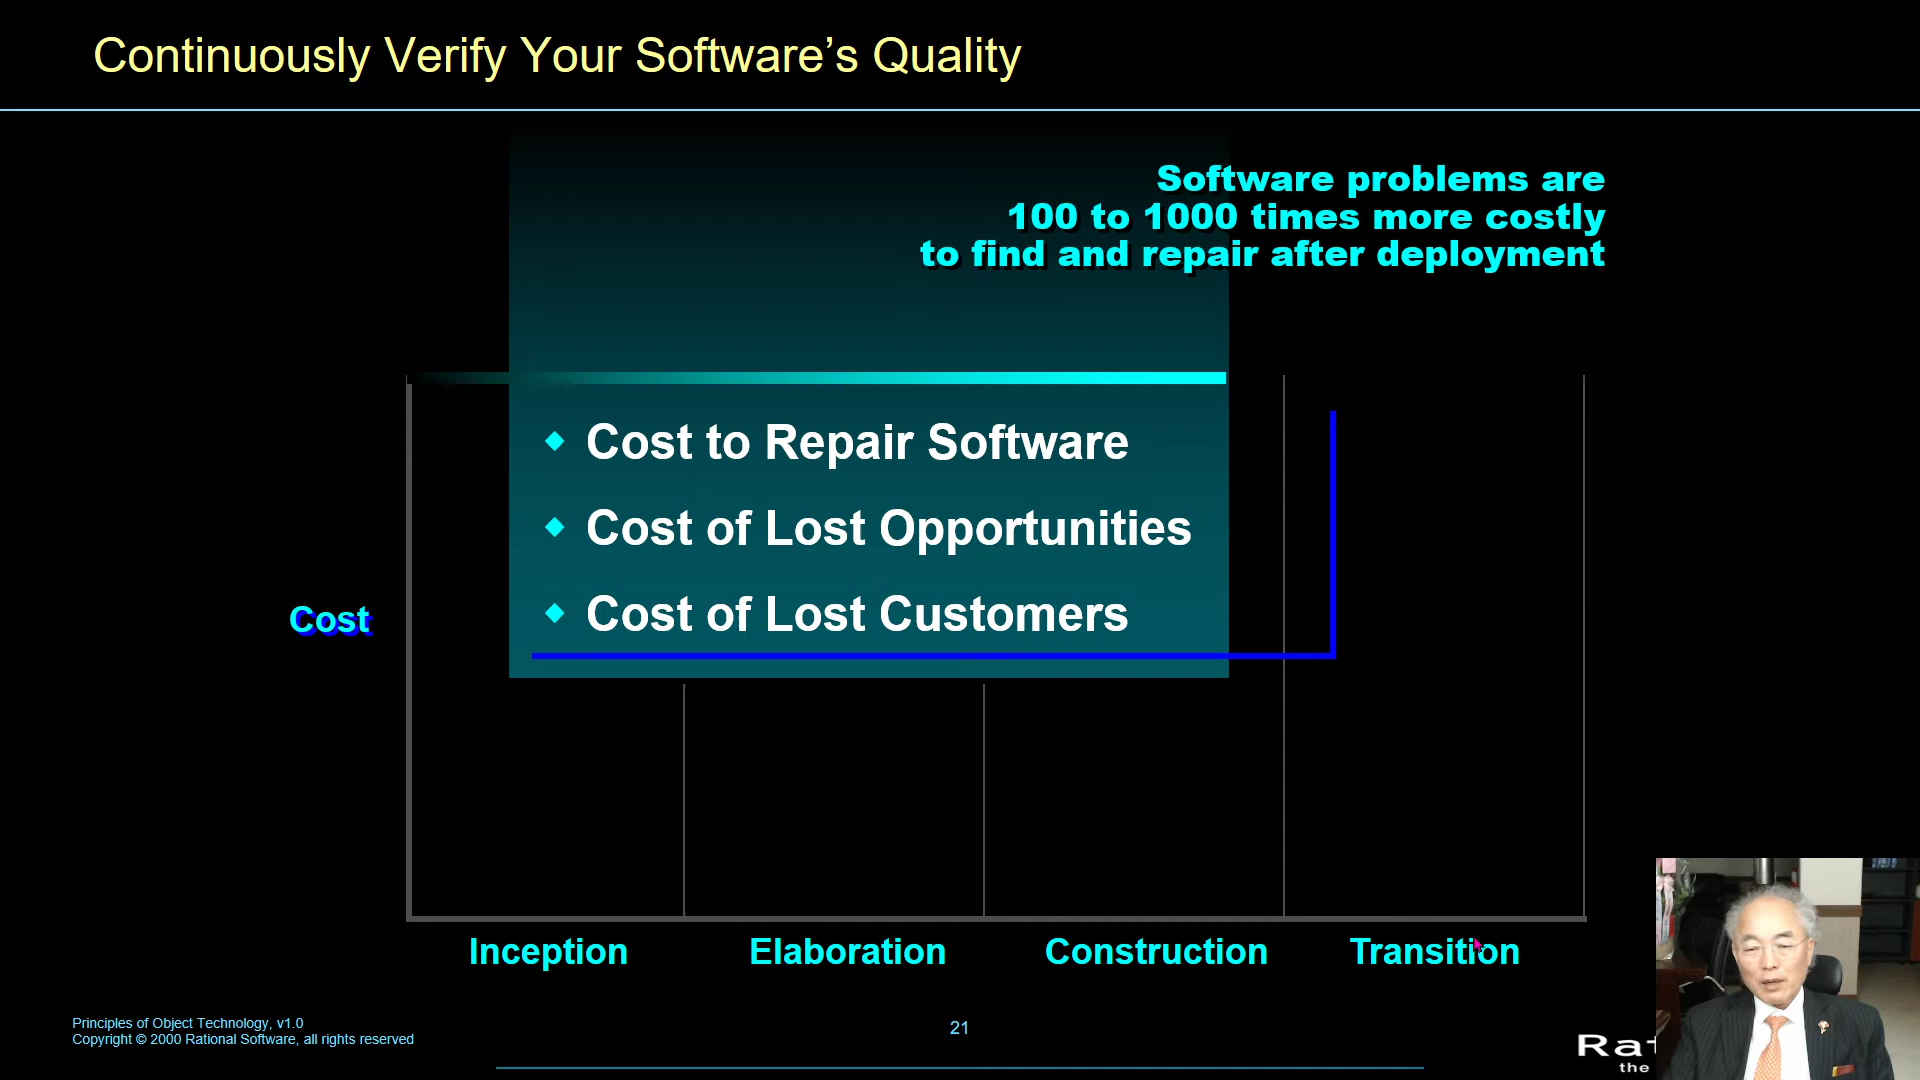 Continuously Verify Your Software’s Quality
Software problems are
100 to 1000 times more costly
to find and repair after deployment
Cost to Repair Software
Cost of Lost Opportunities
Cost of Lost Customers
Cost
Inception
Elaboration
Construction
Transition
Principles of Object Technology, v1.0
Copyright © 2000 Rational Software, all rights reserved
21
the